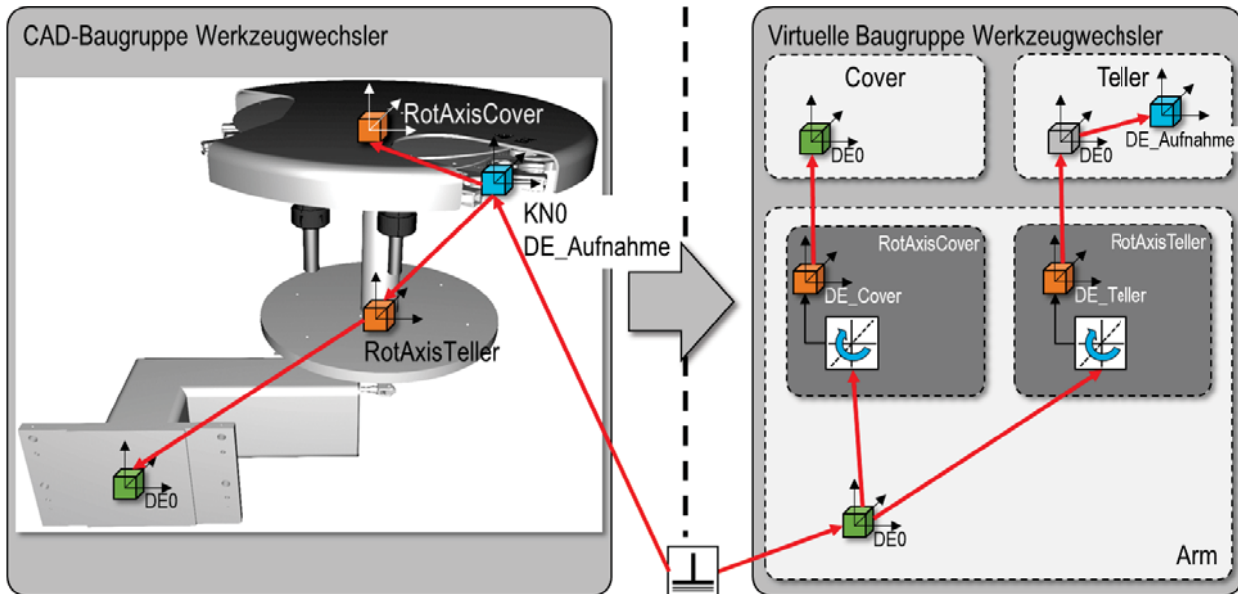 CAD-Baugruppe Werkzeugwechsler
RotAxisCover
KN0
DE_Aufnahme
RotAxisTeller
DE0
Virtuelle Baugruppe Werkzeugwechsler
Cover
Teller
DE0
DE0
DE_Aufnahme
RotAxisCover
RotAxisTeller
DE_Cover
DE_Teller
DE0
Arm